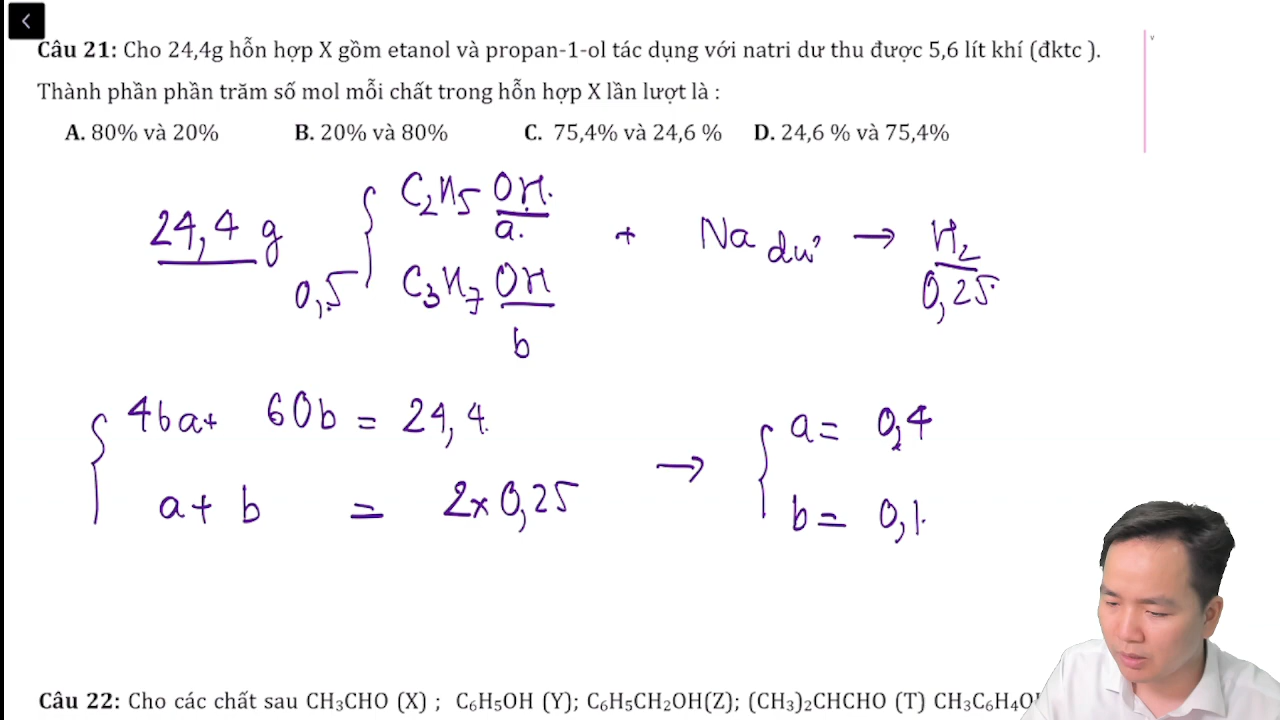 Câu 21: Cho 24,4g hỗn hợp X gồm etanol và propan-1-ol tác dụng với natri dư thu được 5,6 lít khí (đktc ).
Thành phần phần trăm số mol mỗi chất trong hỗn hợp X lần lượt là :
A. 80% và 20% B. 20% và 80% C. 75,4% và 24,6 % D. 24,6 % và 75,4%
24,4 g
0,5
C₂H₅OH
a.
C₃H₇OH
b
+ Na dư → H₂
0,25
46a + 60b = 24,4
a + b = 2x0,25
→
a = 0,4
b = 0,1
Câu 22: Cho các chất sau CH₃CHO (X) ; C₆H₅OH (Y); C₆H₅CH₂OH(Z); (CH₃)₂CHCHO (T) CH₃C₆H₄O